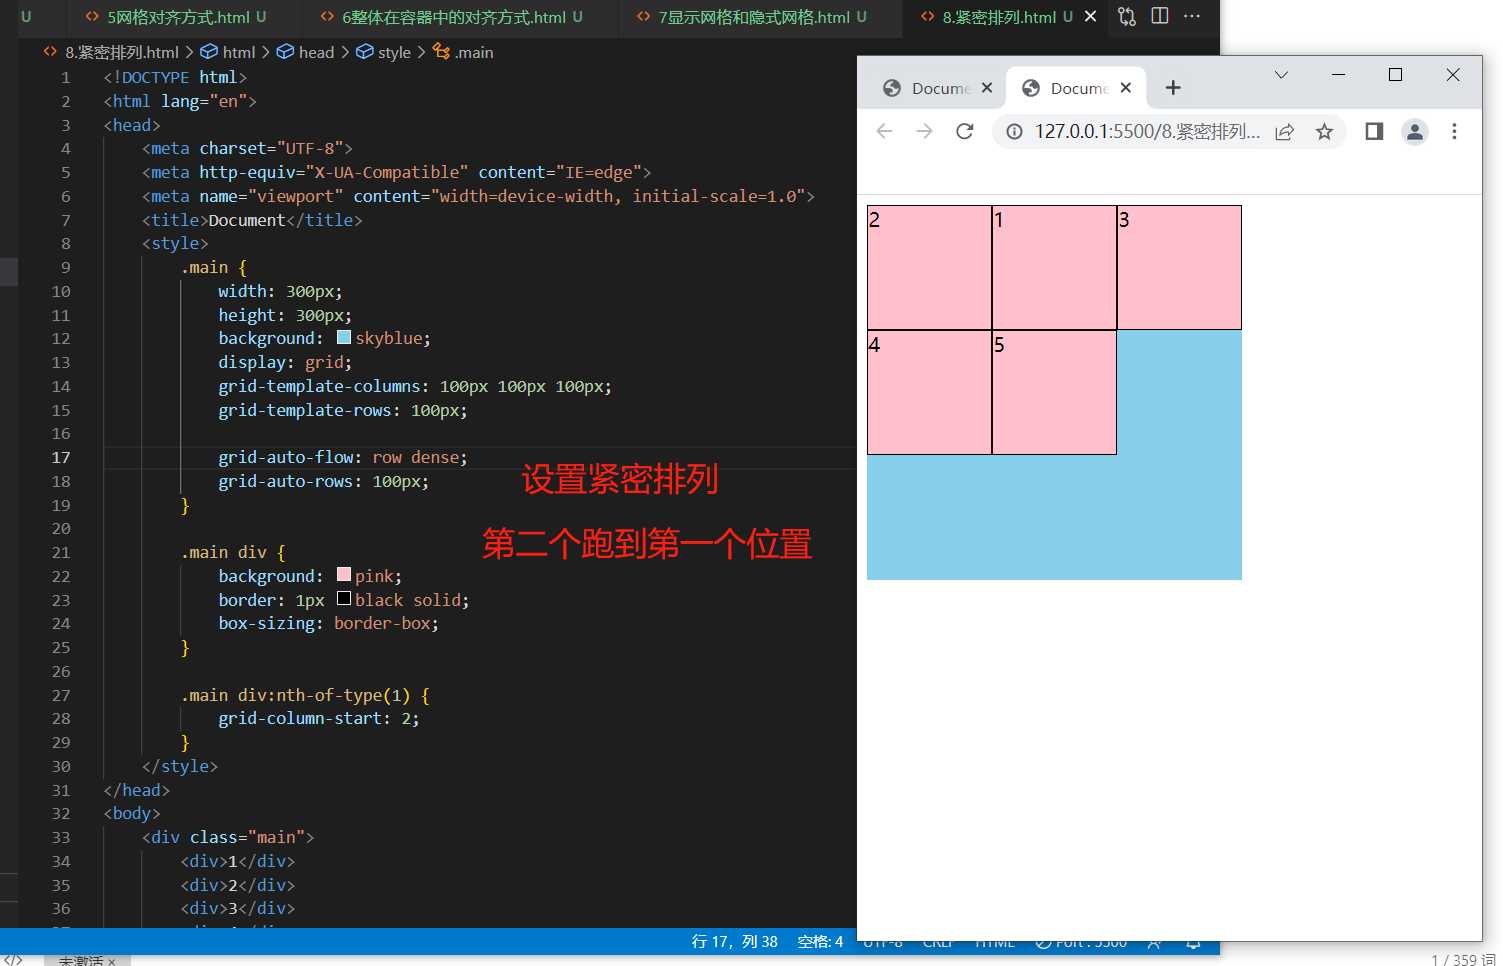 U 5网格对齐方式.html U 6整体在容器中的对齐方式.html U 7显示网格和隐式网格.html U 8.紧密排列.html U
8.紧密排列.html html head style .main
1 <!DOCTYPE html>
2 <html lang="en">
3 <head>
4 <meta charset="UTF-8">
5 <meta http-equiv="X-UA-Compatible" content="IE=edge">
6 <meta name="viewport" content="width=device-width, initial-scale=1.0">
7 <title>Document</title>
8 <style>
9 .main {
10 width: 300px;
11 height: 300px;
12 background: skyblue;
13 display: grid;
14 grid-template-columns: 100px 100px 100px;
15 grid-template-rows: 100px;
16
17 grid-auto-flow: row dense;
18 grid-auto-rows: 100px;
19 }
20
21 .main div {
22 background: pink;
23 border: 1px black solid;
24 box-sizing: border-box;
25 }
26
27 .main div:nth-of-type(1) {
28 grid-column-start: 2;
29 }
30 </style>
31 </head>
32 <body>
33 <div class="main">
34 <div>1</div>
35 <div>2</div>
36 <div>3</div>
设置紧密排列
第二个跑到第一个位置
Docume Docume
127.0.0.1:5500/8.紧密排列...
2 1 3
4 5
行 17，列 38 空格: 4 UTF-8 CRLF HTML Port : 5500
</> 未激活 ×
1 / 359 词